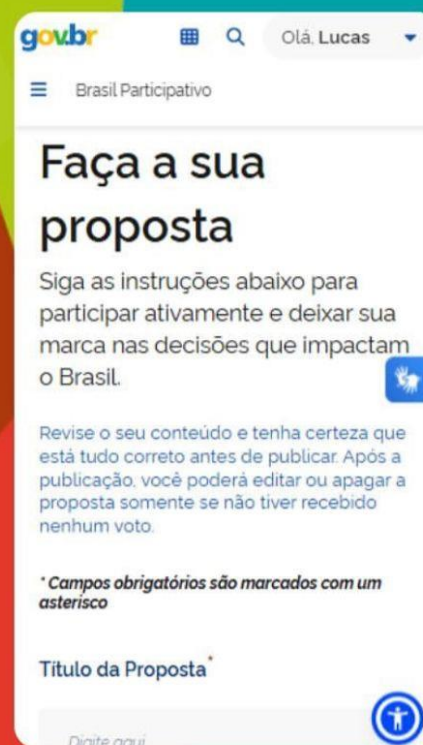 gov.br
Olá, Lucas
Brasil Participativo
Faça a sua
proposta
Siga as instruções abaixo para
participar ativamente e deixar sua
marca nas decisões que impactam
o Brasil.
Revise o seu conteúdo e tenha certeza que
está tudo correto antes de publicar. Após a
publicação, você poderá editar ou apagar a
proposta somente se não tiver recebido
nenhum voto.
* Campos obrigatórios são marcados com um
asterisco
Título da Proposta*
Digite aqui